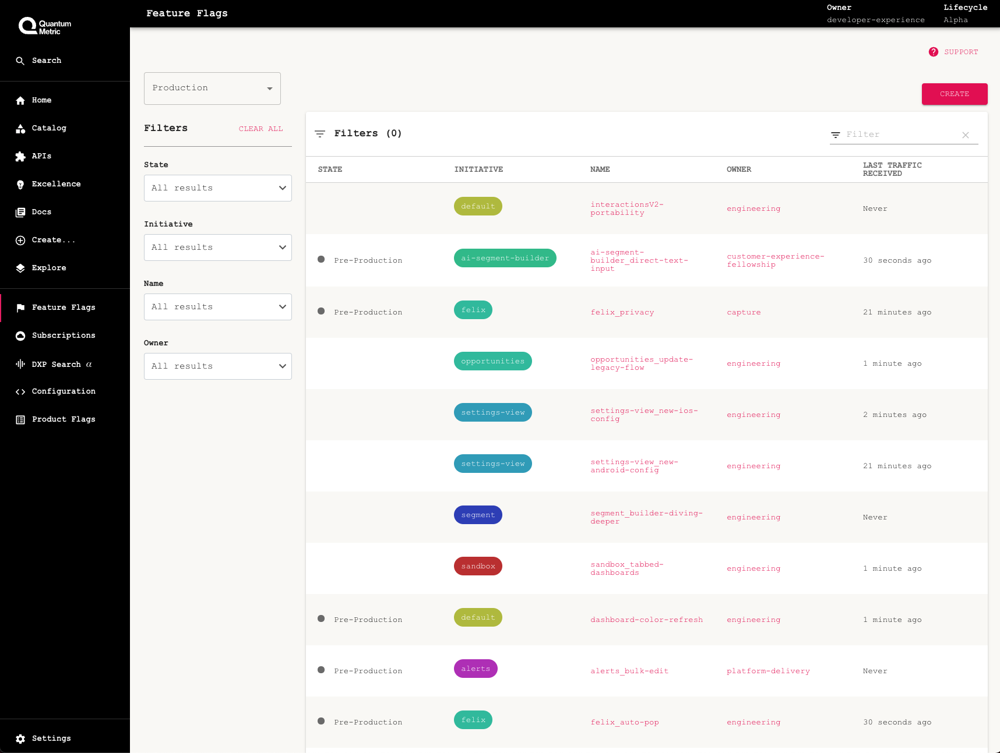 Quantum
Metric
Feature Flags
Owner
developer-experience
Lifecycle
Alpha
Search
Home
Catalog
APIs
Excellence
Docs
Create...
Explore
Feature Flags
Subscriptions
DXP Search α
Configuration
Product Flags
Settings
SUPPORT
Production
CREATE
Filters
CLEAR ALL
State
All results
Initiative
All results
Name
All results
Owner
All results
Filters (0)
Filter
STATE INITIATIVE NAME OWNER LAST TRAFFIC
RECEIVED
default
interactionsV2-
portability
engineering
Never
Pre-Production
ai-segment-builder
ai-segment-
builder_direct-text-
input
customer-experience-
fellowship
30 seconds ago
Pre-Production
felix
felix_privacy
capture
21 minutes ago
opportunities
opportunities_update-
legacy-flow
engineering
1 minute ago
settings-view
settings-view_new-ios-
config
engineering
2 minutes ago
settings-view
settings-view_new-
android-config
engineering
21 minutes ago
segment
segment_builder-diving-
deeper
engineering
Never
sandbox
sandbox_tabbed-
dashboards
engineering
1 minute ago
Pre-Production
default
dashboard-color-refresh
engineering
1 minute ago
Pre-Production
alerts
alerts_bulk-edit
platform-delivery
Never
Pre-Production
felix
felix_auto-pop
engineering
30 seconds ago